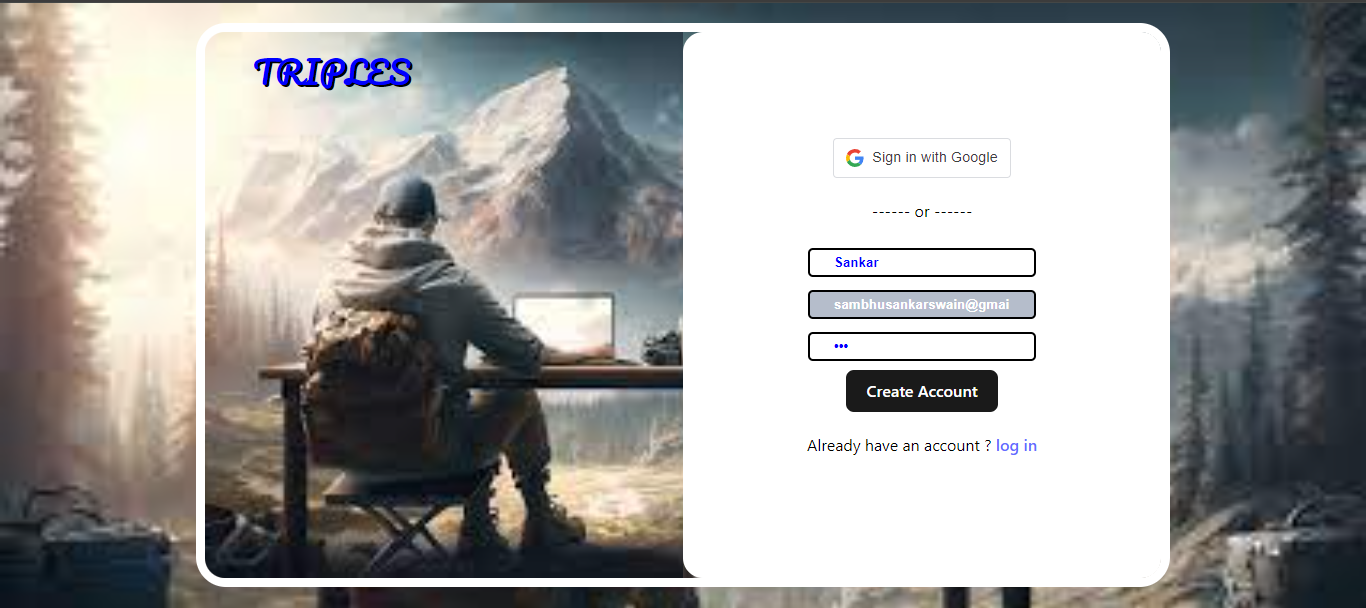 TRIPLES
Sign in with Google
------ or ------
Sankar
sambhusankarswain@gmai
•••
Create Account
Already have an account ? log in